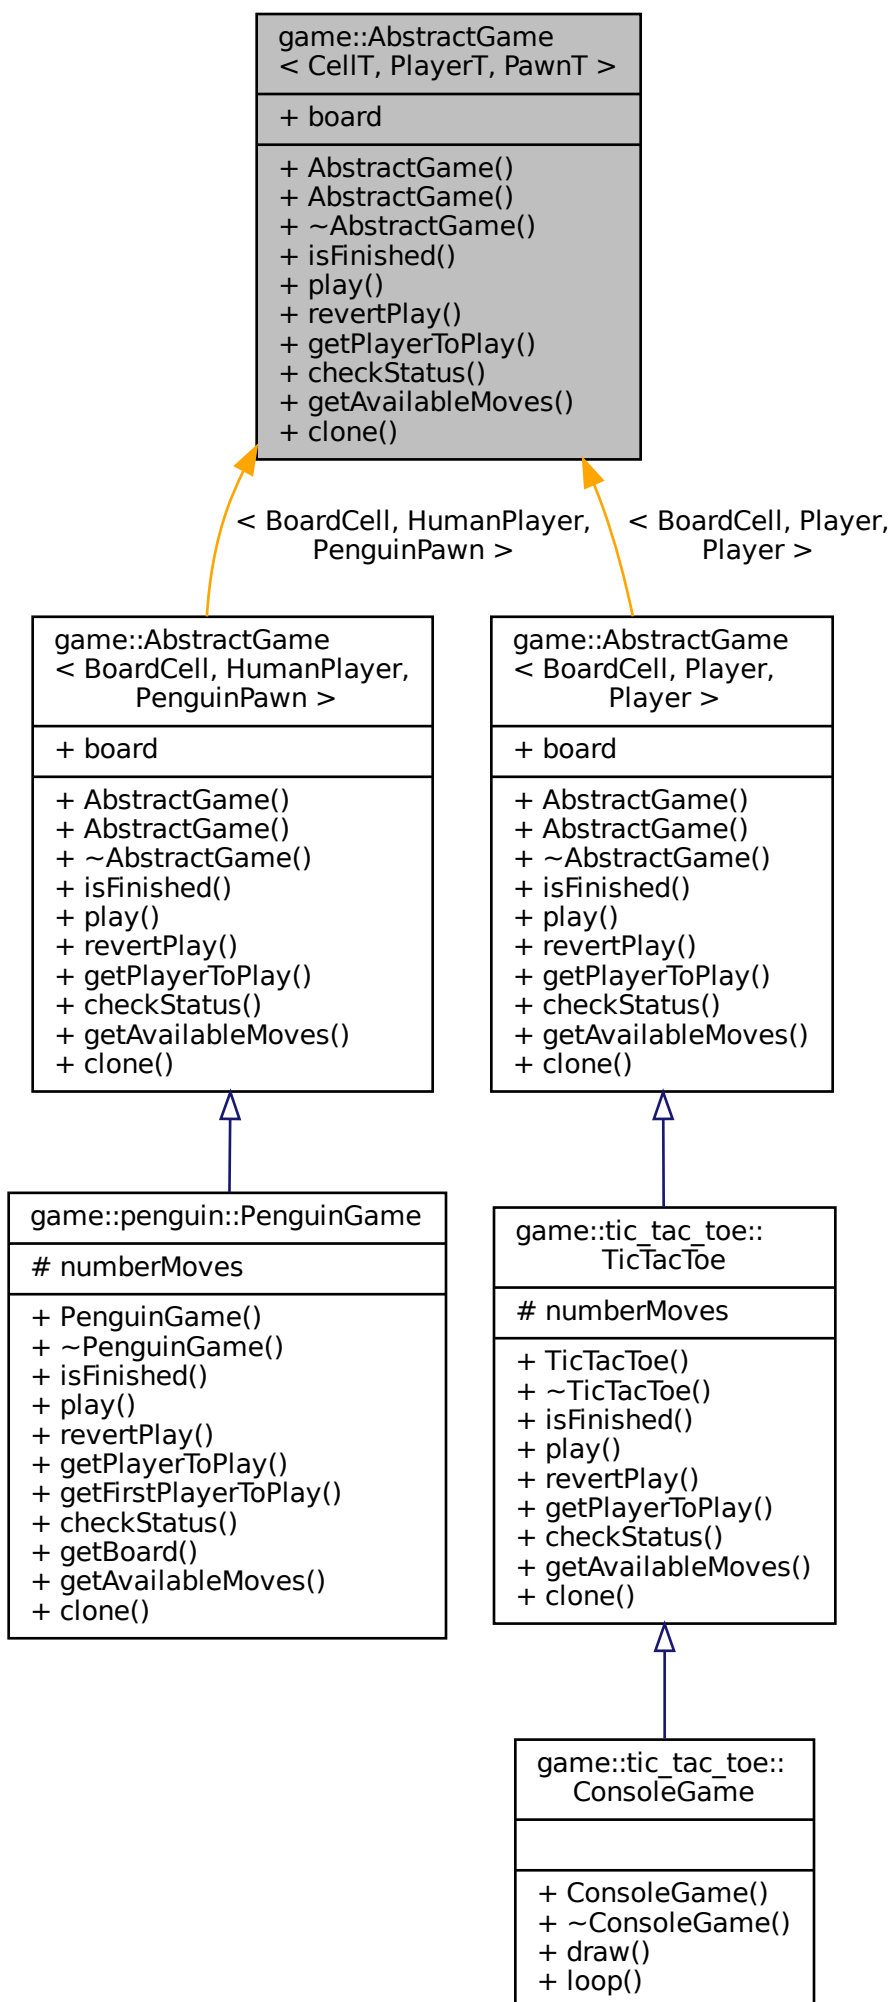 game::AbstractGame
< CellT, PlayerT, PawnT >
+ board
+ AbstractGame()
+ AbstractGame()
+ ~AbstractGame()
+ isFinished()
+ play()
+ revertPlay()
+ getPlayerToPlay()
+ checkStatus()
+ getAvailableMoves()
+ clone()
< BoardCell, HumanPlayer,
PenguinPawn >
< BoardCell, Player,
Player >
game::AbstractGame
< BoardCell, HumanPlayer,
PenguinPawn >
+ board
+ AbstractGame()
+ AbstractGame()
+ ~AbstractGame()
+ isFinished()
+ play()
+ revertPlay()
+ getPlayerToPlay()
+ checkStatus()
+ getAvailableMoves()
+ clone()
game::AbstractGame
< BoardCell, Player,
Player >
+ board
+ AbstractGame()
+ AbstractGame()
+ ~AbstractGame()
+ isFinished()
+ play()
+ revertPlay()
+ getPlayerToPlay()
+ checkStatus()
+ getAvailableMoves()
+ clone()
game::penguin::PenguinGame
# numberMoves
+ PenguinGame()
+ ~PenguinGame()
+ isFinished()
+ play()
+ revertPlay()
+ getPlayerToPlay()
+ getFirstPlayerToPlay()
+ checkStatus()
+ getBoard()
+ getAvailableMoves()
+ clone()
game::tic_tac_toe::
TicTacToe
# numberMoves
+ TicTacToe()
+ ~TicTacToe()
+ isFinished()
+ play()
+ revertPlay()
+ getPlayerToPlay()
+ checkStatus()
+ getAvailableMoves()
+ clone()
game::tic_tac_toe::
ConsoleGame
+ ConsoleGame()
+ ~ConsoleGame()
+ draw()
+ loop()